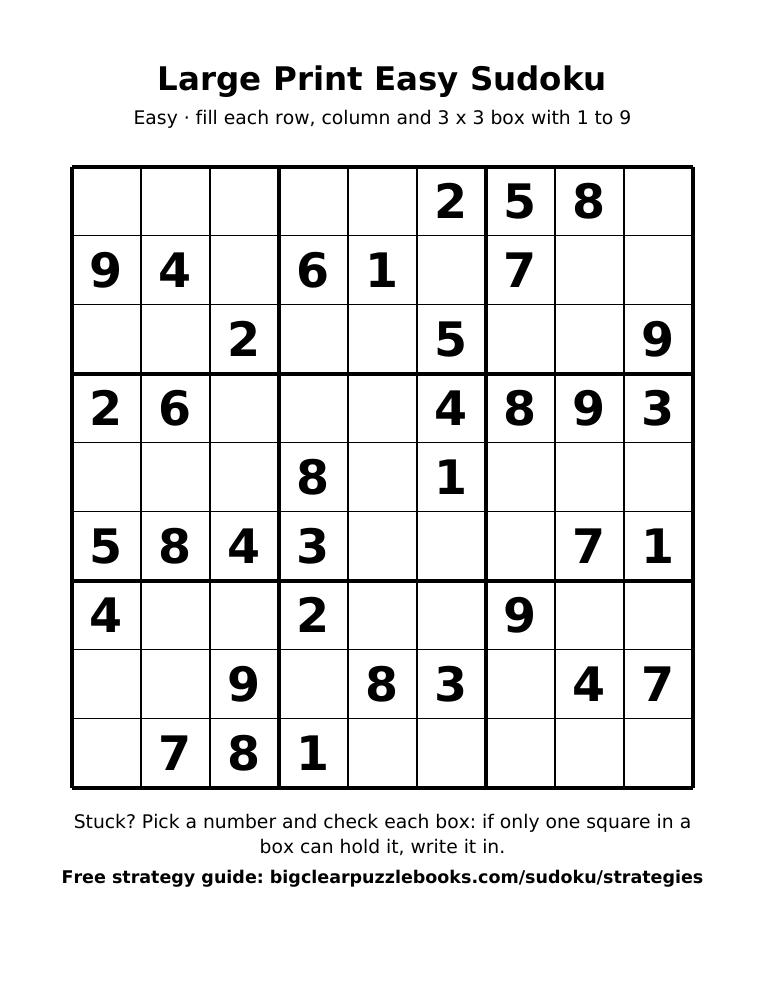 Large Print Easy Sudoku
Easy · fill each row, column and 3 x 3 box with 1 to 9
2 5 8
9 4 6 1 7
2 5 9
2 6 4 8 9 3
8 1
5 8 4 3 7 1
4 2 9
9 8 3 4 7
7 8 1
Stuck? Pick a number and check each box: if only one square in a
box can hold it, write it in.
Free strategy guide: bigclearpuzzlebooks.com/sudoku/strategies